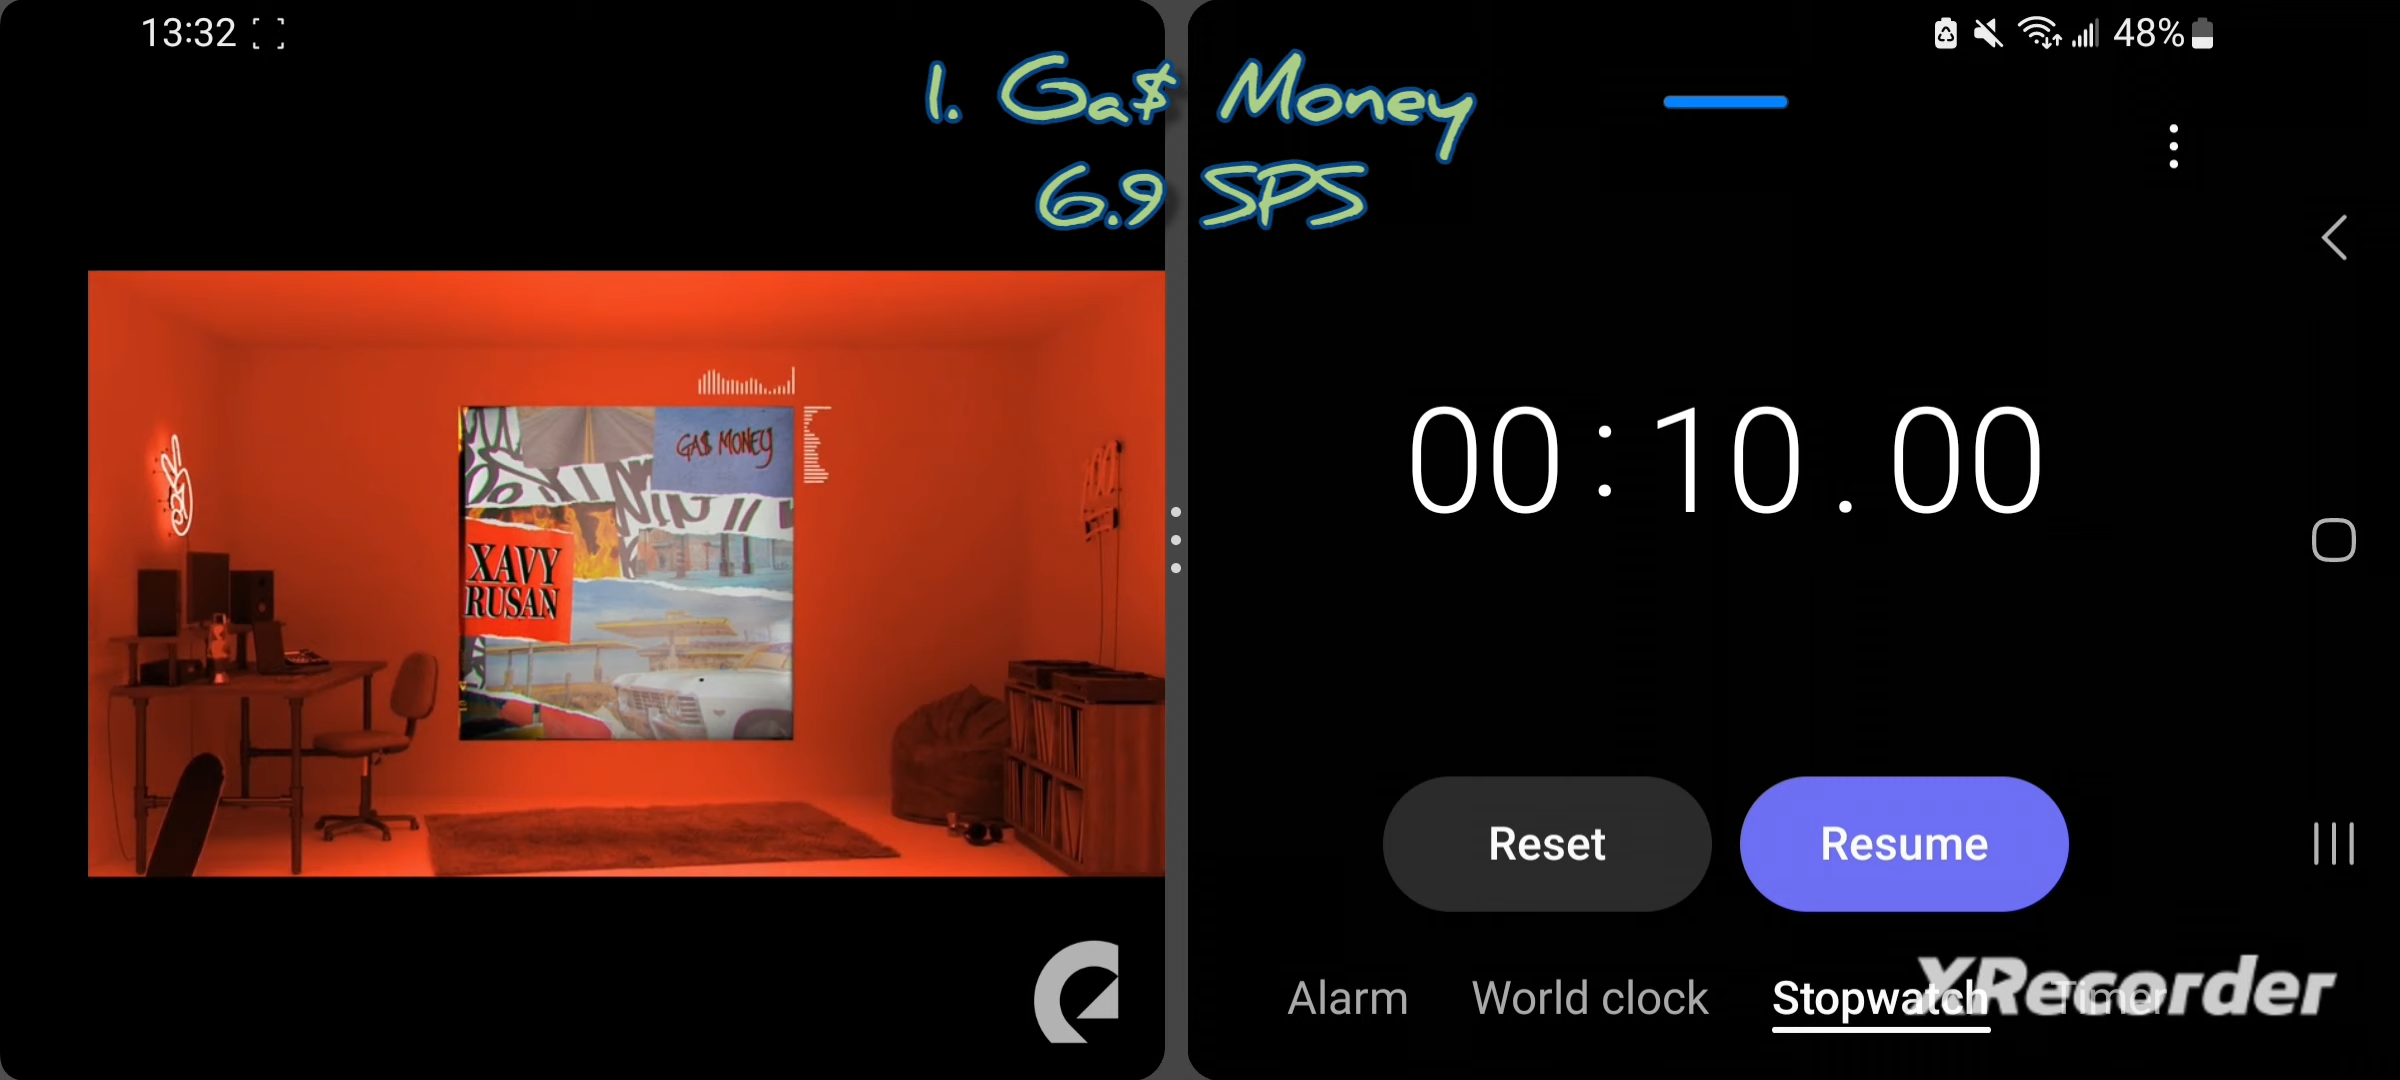 13:32
48%
1. Ga$ Money
6.9 SPS
GA$ MONEY
XAVY
RUSAN
00:10.00
Reset
Resume
Alarm
World clock
Stopwatch
Timer
XRecorder